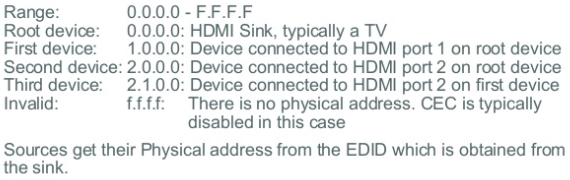 Range: 0.0.0.0 - F.F.F.F
Root device: 0.0.0.0: HDMI Sink, typically a TV
First device: 1.0.0.0: Device connected to HDMI port 1 on root device
Second device: 2.0.0.0: Device connected to HDMI port 2 on root device
Third device: 2.1.0.0: Device connected to HDMI port 2 on first device
Invalid: f.f.f.f: There is no physical address. CEC is typically
disabled in this case
Sources get their Physical address from the EDID which is obtained from
the sink.